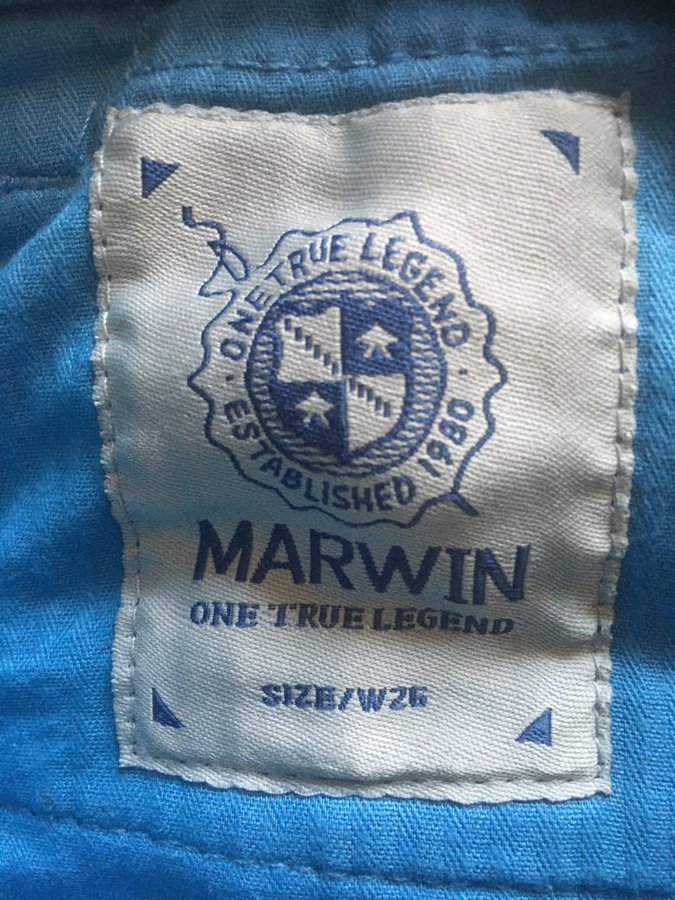 · ONE TRUE LEGEND ·
ESTABLISHED 1980
MARWIN
ONE TRUE LEGEND
SIZE/W26